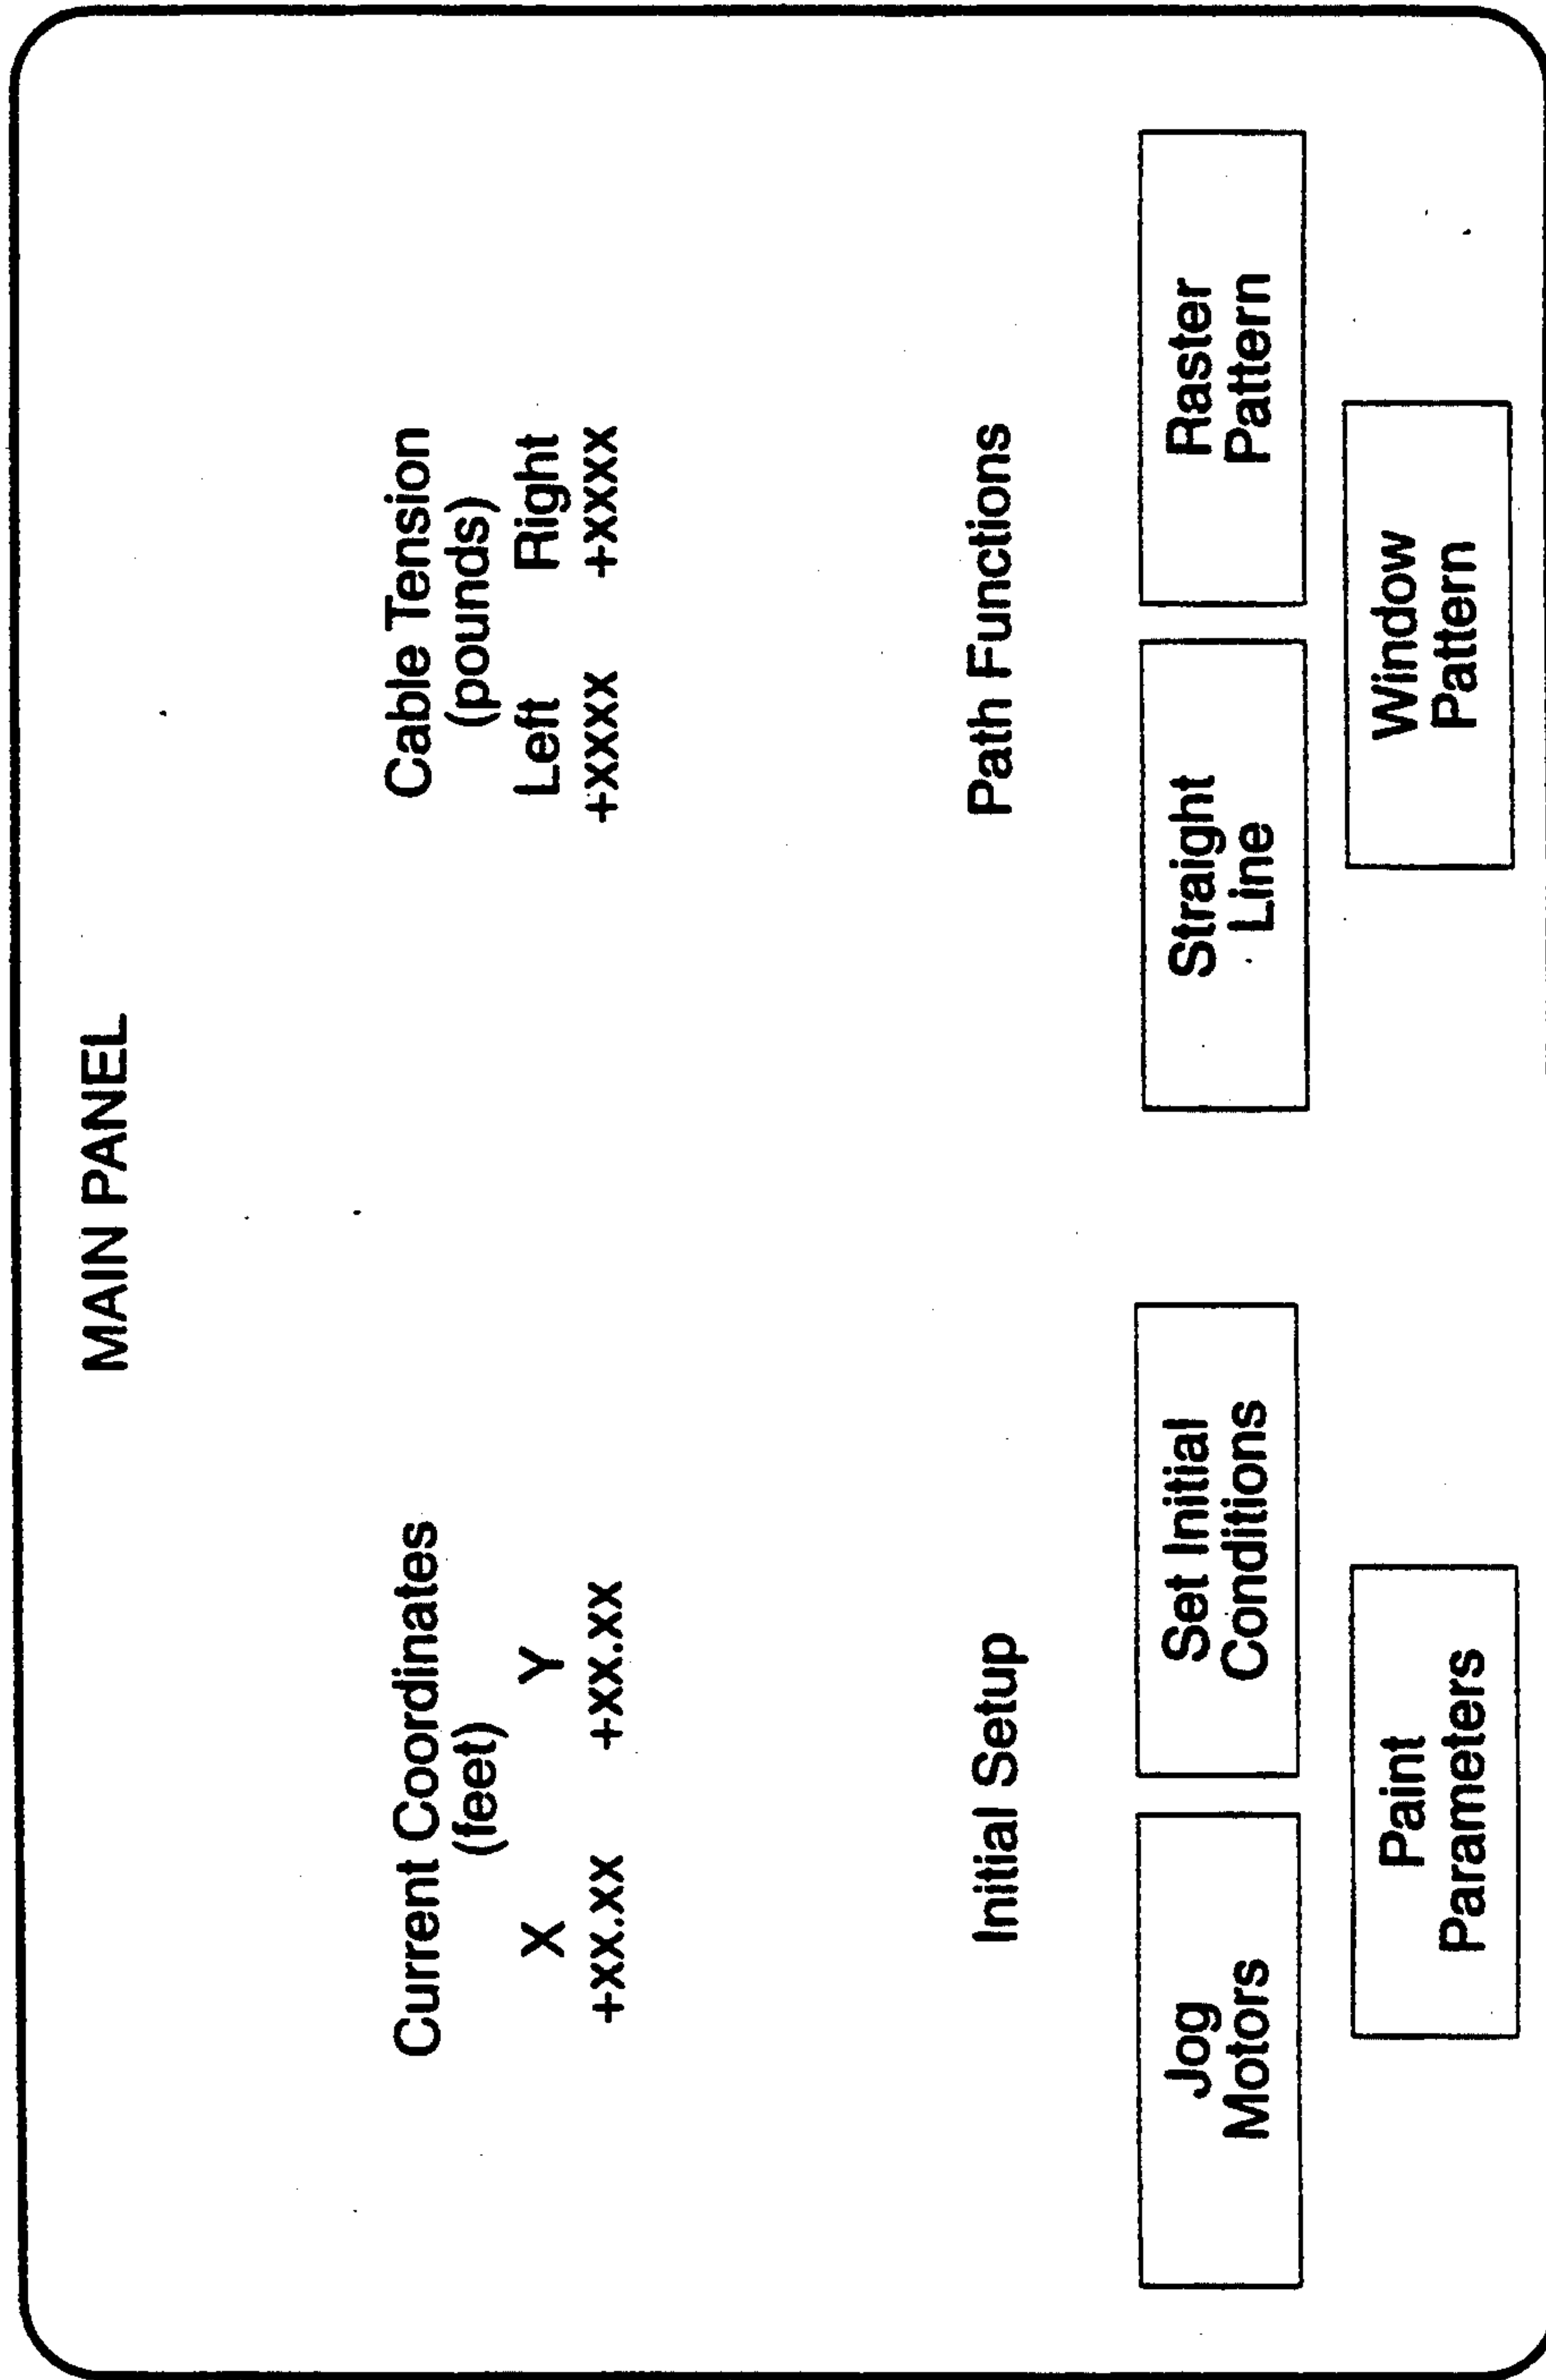 MAIN PANEL
Current Coordinates
(feet)
X Y
+xx.xx +xx.xx
Cable Tension
(pounds)
Left Right
+xxxx +xxxx
Initial Setup
Jog
Motors
Set Initial
Conditions
Paint
Parameters
Path Functions
Straight
Line
Raster
Pattern
Window
Pattern